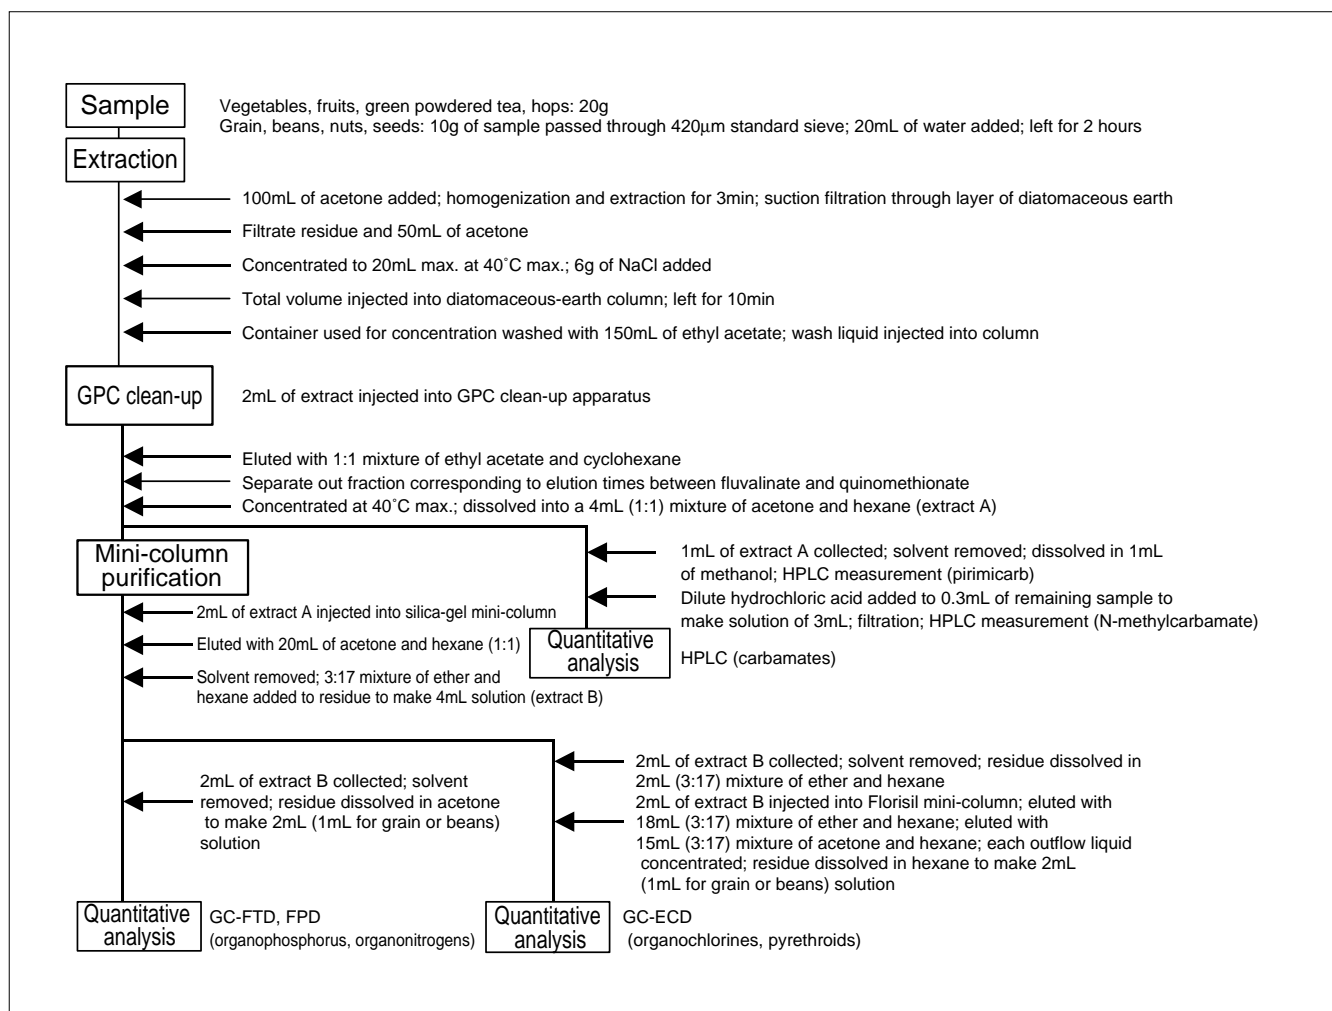 Sample
Vegetables, fruits, green powdered tea, hops: 20g
Grain, beans, nuts, seeds: 10g of sample passed through 420μm standard sieve; 20mL of water added; left for 2 hours
Extraction
100mL of acetone added; homogenization and extraction for 3min; suction filtration through layer of diatomaceous earth
Filtrate residue and 50mL of acetone
Concentrated to 20mL max. at 40˚C max.; 6g of NaCl added
Total volume injected into diatomaceous-earth column; left for 10min
Container used for concentration washed with 150mL of ethyl acetate; wash liquid injected into column
GPC clean-up
2mL of extract injected into GPC clean-up apparatus
Eluted with 1:1 mixture of ethyl acetate and cyclohexane
Separate out fraction corresponding to elution times between fluvalinate and quinomethionate
Concentrated at 40˚C max.; dissolved into a 4mL (1:1) mixture of acetone and hexane (extract A)
Mini-column
purification
1mL of extract A collected; solvent removed; dissolved in 1mL
of methanol; HPLC measurement (pirimicarb)
Dilute hydrochloric acid added to 0.3mL of remaining sample to
make solution of 3mL; filtration; HPLC measurement (N-methylcarbamate)
Quantitative
analysis
HPLC (carbamates)
2mL of extract A injected into silica-gel mini-column
Eluted with 20mL of acetone and hexane (1:1)
Solvent removed; 3:17 mixture of ether and
hexane added to residue to make 4mL solution (extract B)
2mL of extract B collected; solvent
removed; residue dissolved in acetone
to make 2mL (1mL for grain or beans)
solution
2mL of extract B collected; solvent removed; residue dissolved in
2mL (3:17) mixture of ether and hexane
2mL of extract B injected into Florisil mini-column; eluted with
18mL (3:17) mixture of ether and hexane; eluted with
15mL (3:17) mixture of acetone and hexane; each outflow liquid
concentrated; residue dissolved in hexane to make 2mL
(1mL for grain or beans) solution
Quantitative
analysis
GC-FTD, FPD
(organophosphorus, organonitrogens)
Quantitative
analysis
GC-ECD
(organochlorines, pyrethroids)